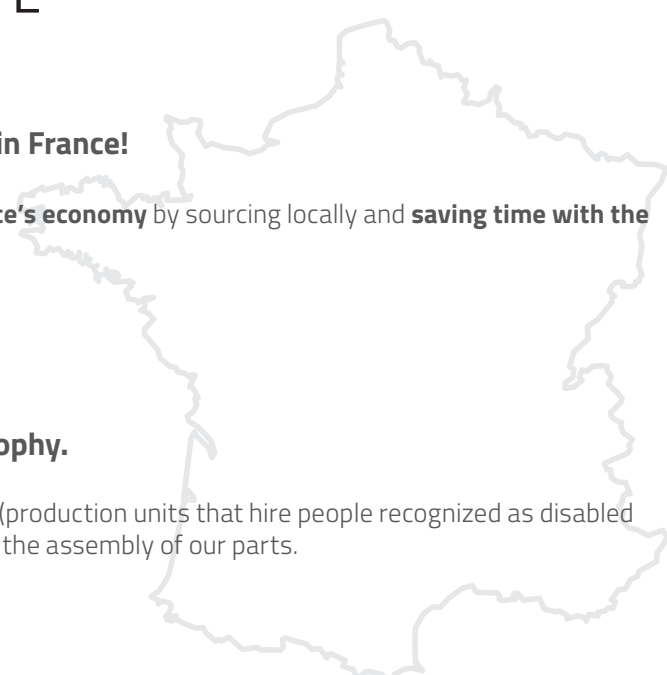 in France!
ce's economy by sourcing locally and saving time with the
ophy.
(production units that hire people recognized as disabled
the assembly of our parts.